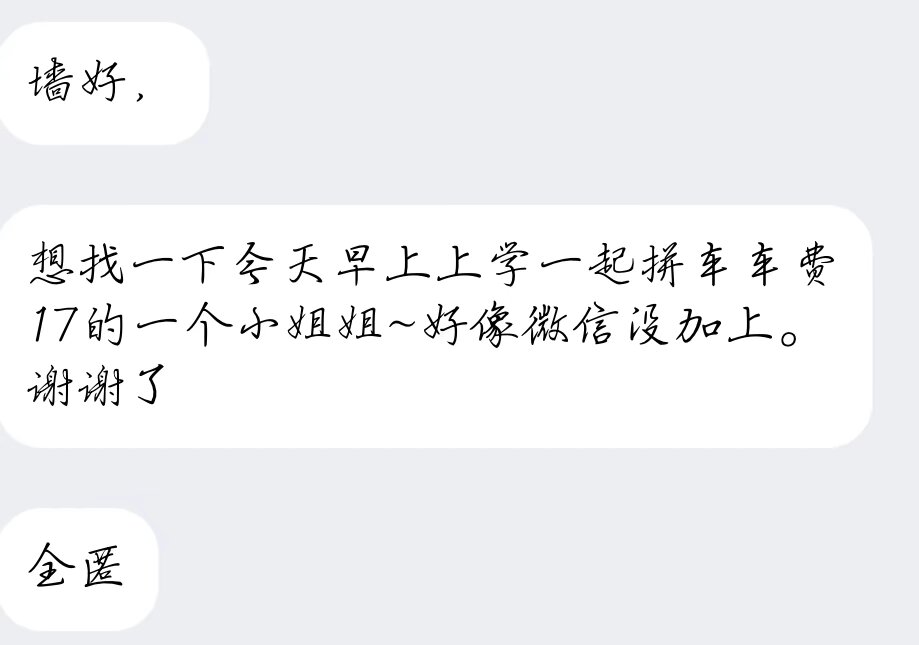 墙好，
想找一下今天早上上学一起拼车车费
17的一个小姐姐~好像微信没加上。
谢谢了
全匿